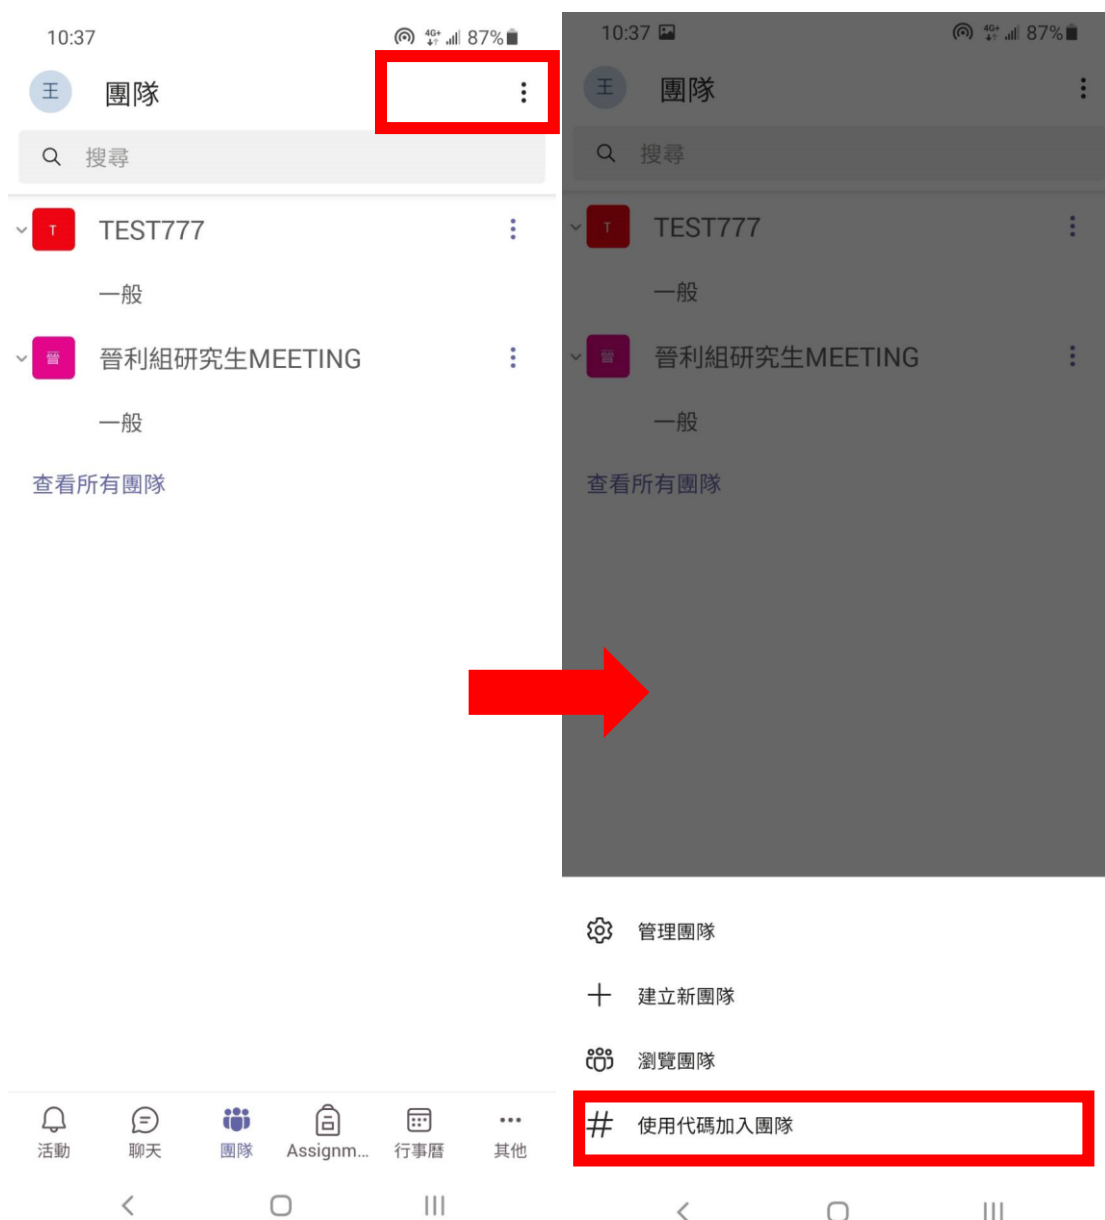 10:37
4G+
87%
王
團隊
搜尋
T
TEST777
一般
晉
晉利組研究生MEETING
一般
查看所有團隊
活動
聊天
團隊
Assignm...
行事曆
其他
10:37
4G+
87%
王
團隊
搜尋
T
TEST777
一般
晉
晉利組研究生MEETING
一般
查看所有團隊
管理團隊
建立新團隊
瀏覽團隊
使用代碼加入團隊